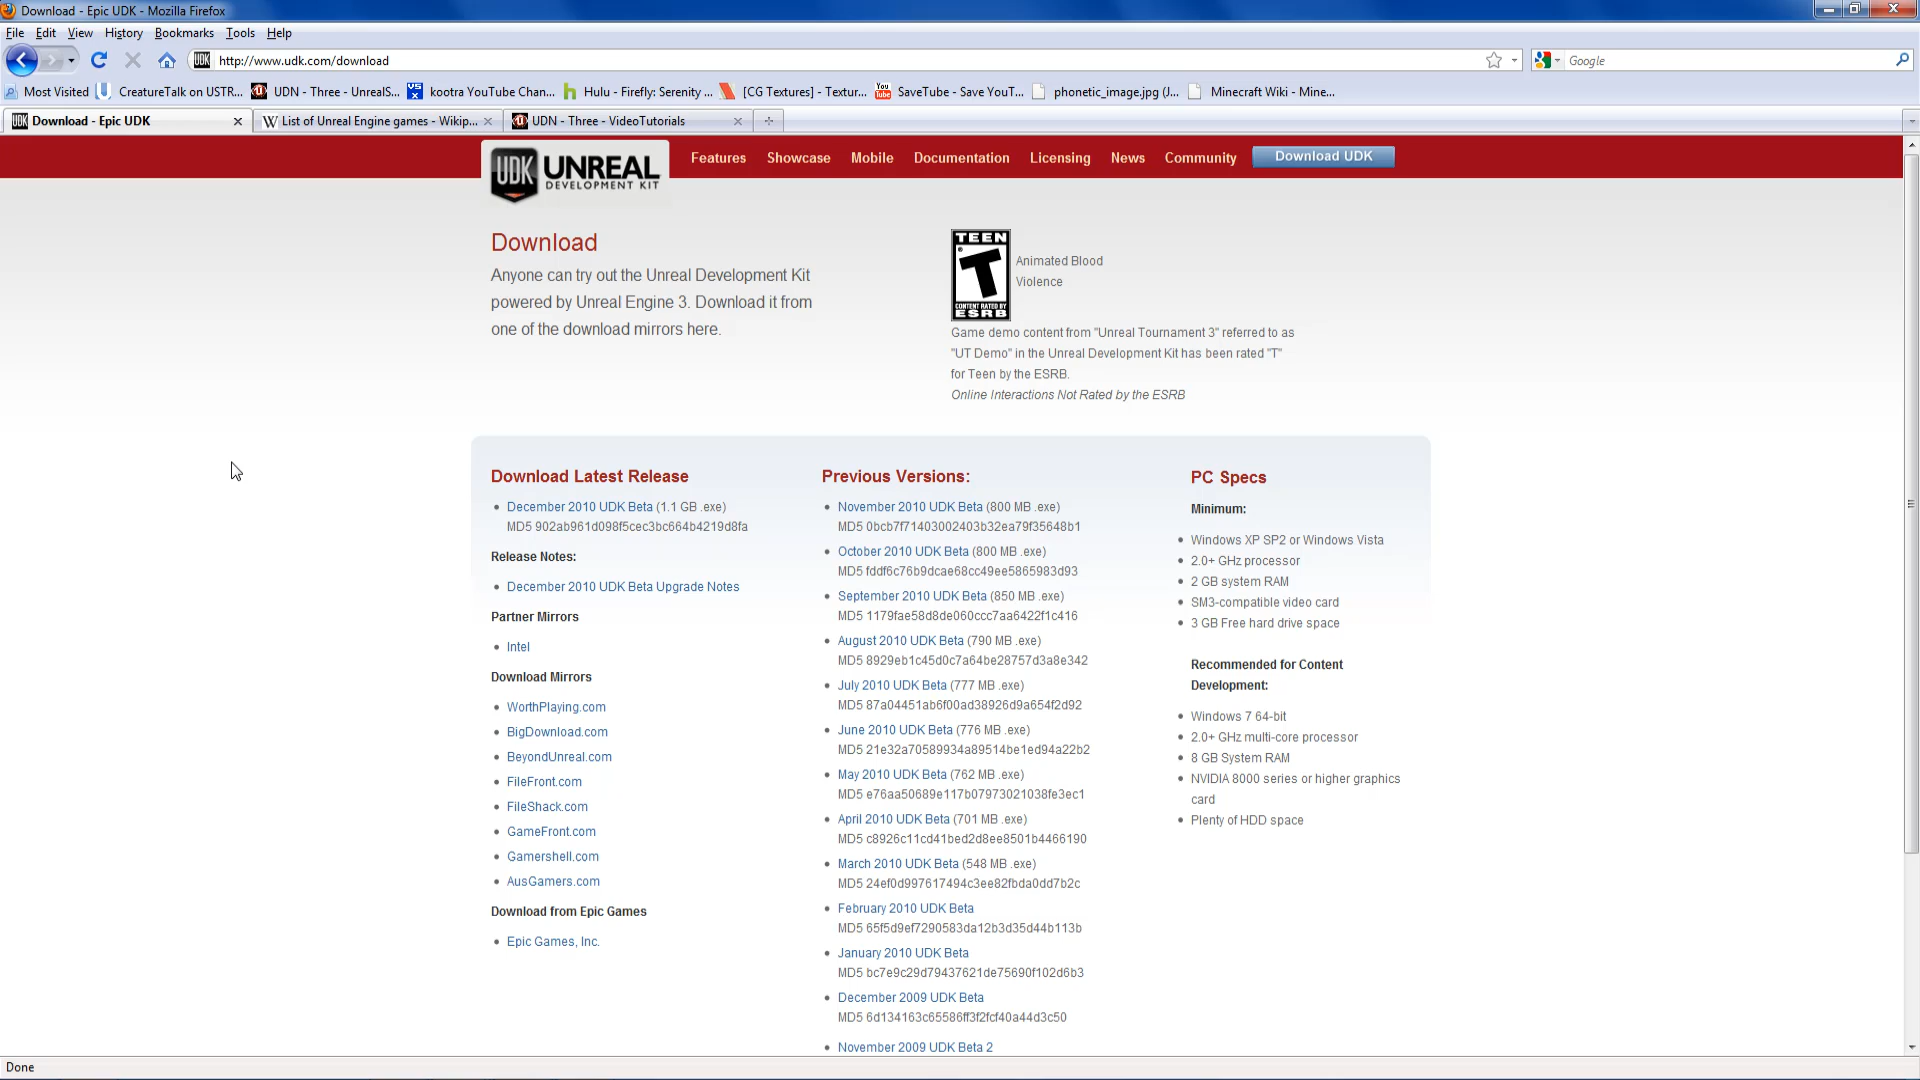 Download - Epic UDK - Mozilla Firefox
File Edit View History Bookmarks Tools Help
UDK http://www.udk.com/download
Google
Most Visited CreatureTalk on USTR... UDN - Three - UnrealS... kootra YouTube Chan... Hulu - Firefly: Serenity ... [CG Textures] - Textur... SaveTube - Save YouT... phonetic_image.jpg (J... Minecraft Wiki - Mine...
Download - Epic UDK List of Unreal Engine games - Wikip... UDN - Three - VideoTutorials
UDK UNREAL
DEVELOPMENT KIT
Features Showcase Mobile Documentation Licensing News Community Download UDK
Download
Anyone can try out the Unreal Development Kit
powered by Unreal Engine 3. Download it from
one of the download mirrors here.
TEEN
T
CONTENT RATED BY
ESRB
Animated Blood
Violence
Game demo content from "Unreal Tournament 3" referred to as
"UT Demo" in the Unreal Development Kit has been rated "T"
for Teen by the ESRB.
Online Interactions Not Rated by the ESRB
Download Latest Release
December 2010 UDK Beta (1.1 GB .exe)
MD5 902ab961d098f5cec3bc664b4219d8fa
Release Notes:
December 2010 UDK Beta Upgrade Notes
Partner Mirrors
Intel
Download Mirrors
WorthPlaying.com
BigDownload.com
BeyondUnreal.com
FileFront.com
FileShack.com
GameFront.com
Gamershell.com
AusGamers.com
Download from Epic Games
Epic Games, Inc.
Previous Versions:
November 2010 UDK Beta (800 MB .exe)
MD5 0bcb7f71403002403b32ea79f35648b1
October 2010 UDK Beta (800 MB .exe)
MD5 fddf6c76b9dcae68cc49ee5865983d93
September 2010 UDK Beta (850 MB .exe)
MD5 1179fae58d8de060ccc7aa6422f1c416
August 2010 UDK Beta (790 MB .exe)
MD5 8929eb1c45d0c7a64be28757d3a8e342
July 2010 UDK Beta (777 MB .exe)
MD5 87a04451ab6f00ad38926d9a654f2d92
June 2010 UDK Beta (776 MB .exe)
MD5 21e32a70589934a89514be1ed94a22b2
May 2010 UDK Beta (762 MB .exe)
MD5 e76aa50689e117b07973021038fe3ec1
April 2010 UDK Beta (701 MB .exe)
MD5 c8926c11cd41bed2d8ee8501b4466190
March 2010 UDK Beta (548 MB .exe)
MD5 24ef0d997617494c3ee82fbda0dd7b2c
February 2010 UDK Beta
MD5 65f5d9ef7290583da12b3d35d44b113b
January 2010 UDK Beta
MD5 bc7e9c29d79437621de75690f102d6b3
December 2009 UDK Beta
MD5 6d134163c65586ff3f2fcf40a44d3c50
November 2009 UDK Beta 2
PC Specs
Minimum:
Windows XP SP2 or Windows Vista
2.0+ GHz processor
2 GB system RAM
SM3-compatible video card
3 GB Free hard drive space
Recommended for Content
Development:
Windows 7 64-bit
2.0+ GHz multi-core processor
8 GB System RAM
NVIDIA 8000 series or higher graphics
card
Plenty of HDD space
Done